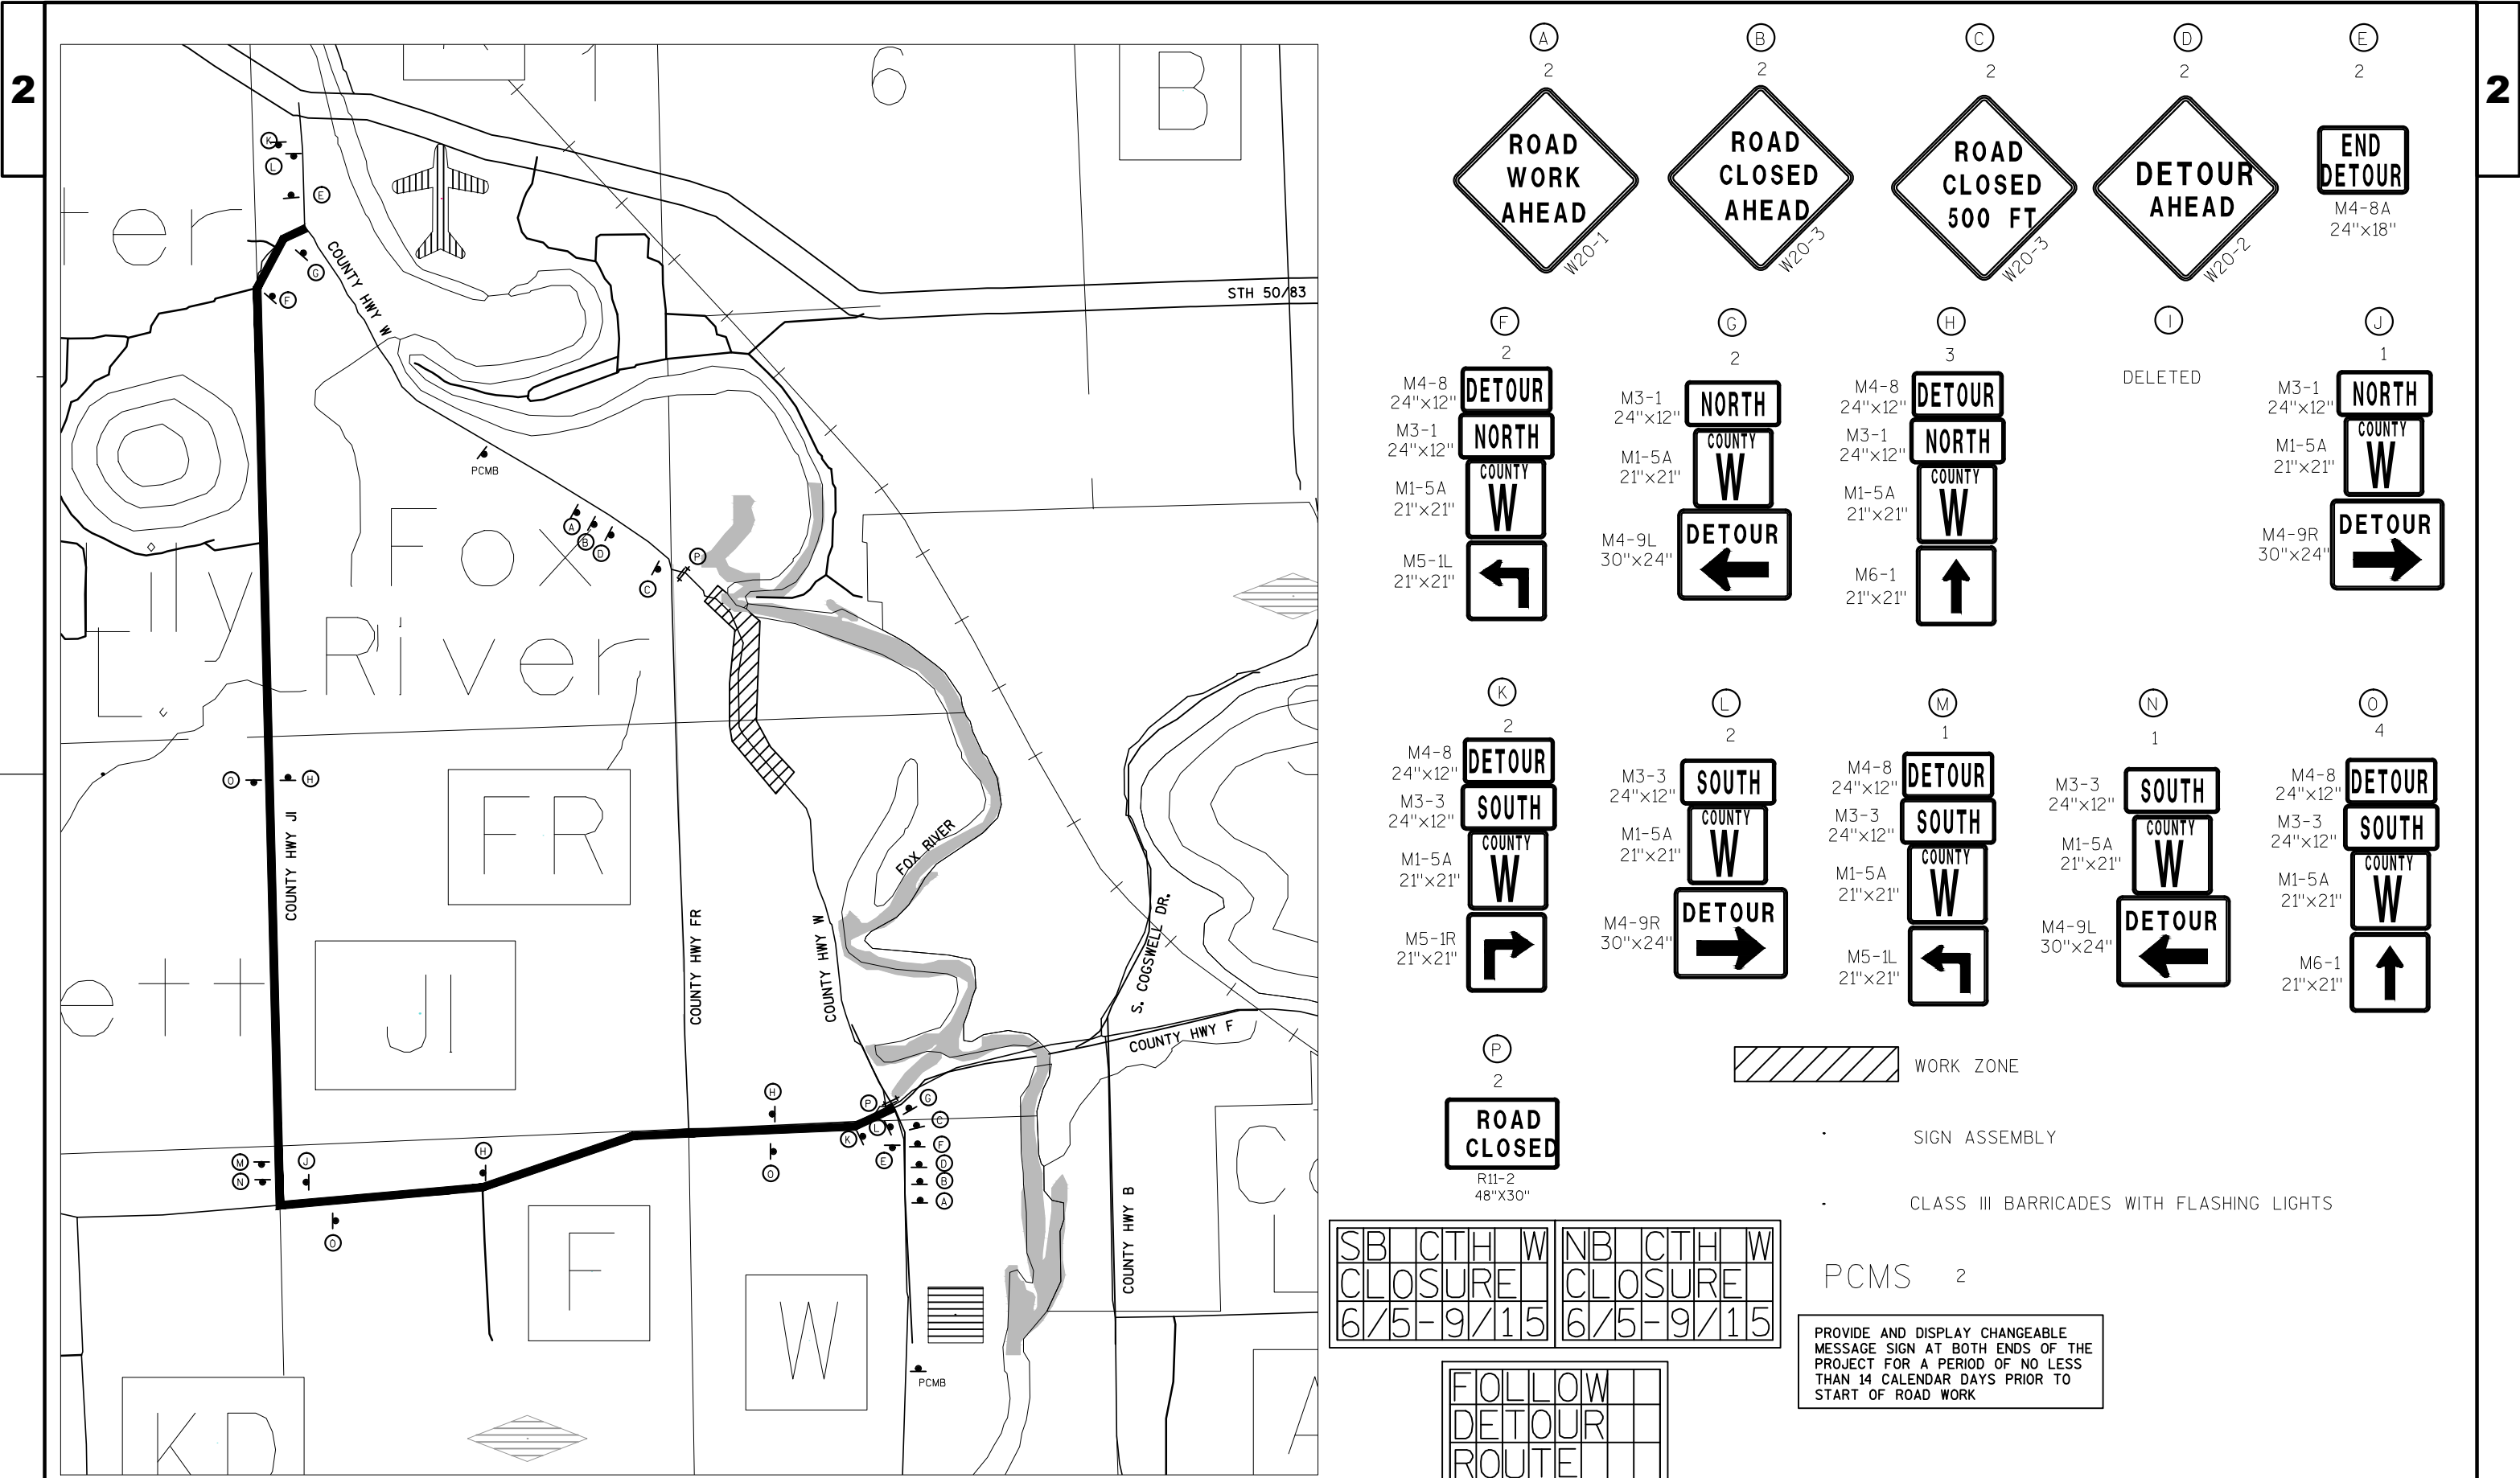 2
2
6
B
K
L
E
G
F
COUNTY HWY W
STH 50/83
er
PCMB
A
B
D
C
P
Fox
River
Lily
O
H
COUNTY HWY JI
FR
FOX RIVER
COUNTY HWY FR
COUNTY HWY W
S. COGSWELL DR.
COUNTY HWY F
ett
JI
H
P
G
C
L
K
F
E
D
B
A
O
H
M
N
J
O
F
W
COUNTY HWY B
Co
L
PCMB
KD
A
A
2
ROAD
WORK
AHEAD
W20-1
B
2
ROAD
CLOSED
AHEAD
W20-3
C
2
ROAD
CLOSED
500 FT
W20-3
D
2
DETOUR
AHEAD
W20-2
E
2
END
DETOUR
M4-8A
24"x18"
F
2
M4-8
24"x12"
DETOUR
M3-1
24"x12"
NORTH
M1-5A
21"x21"
COUNTY
W
M5-1L
21"x21"
G
2
M3-1
24"x12"
NORTH
M1-5A
21"x21"
COUNTY
W
M4-9L
30"x24"
DETOUR
H
3
M4-8
24"x12"
DETOUR
M3-1
24"x12"
NORTH
M1-5A
21"x21"
COUNTY
W
M6-1
21"x21"
I
DELETED
J
1
M3-1
24"x12"
NORTH
M1-5A
21"x21"
COUNTY
W
M4-9R
30"x24"
DETOUR
K
2
M4-8
24"x12"
DETOUR
M3-3
24"x12"
SOUTH
M1-5A
21"x21"
COUNTY
W
M5-1R
21"x21"
L
2
M3-3
24"x12"
SOUTH
M1-5A
21"x21"
COUNTY
W
M4-9R
30"x24"
DETOUR
M
1
M4-8
24"x12"
DETOUR
M3-3
24"x12"
SOUTH
M1-5A
21"x21"
COUNTY
W
M5-1L
21"x21"
N
1
M3-3
24"x12"
SOUTH
M1-5A
21"x21"
COUNTY
W
M4-9L
30"x24"
DETOUR
O
4
M4-8
24"x12"
DETOUR
M3-3
24"x12"
SOUTH
M1-5A
21"x21"
COUNTY
W
M6-1
21"x21"
P
2
ROAD
CLOSED
R11-2
48"X30"
WORK ZONE
SIGN ASSEMBLY
CLASS III BARRICADES WITH FLASHING LIGHTS
PCMS 2
SB CTH W
CLOSURE
6/5-9/15
NB CTH W
CLOSURE
6/5-9/15
FOLLOW
DETOUR
ROUTE
PROVIDE AND DISPLAY CHANGEABLE
MESSAGE SIGN AT BOTH ENDS OF THE
PROJECT FOR A PERIOD OF NO LESS
THAN 14 CALENDAR DAYS PRIOR TO
START OF ROAD WORK